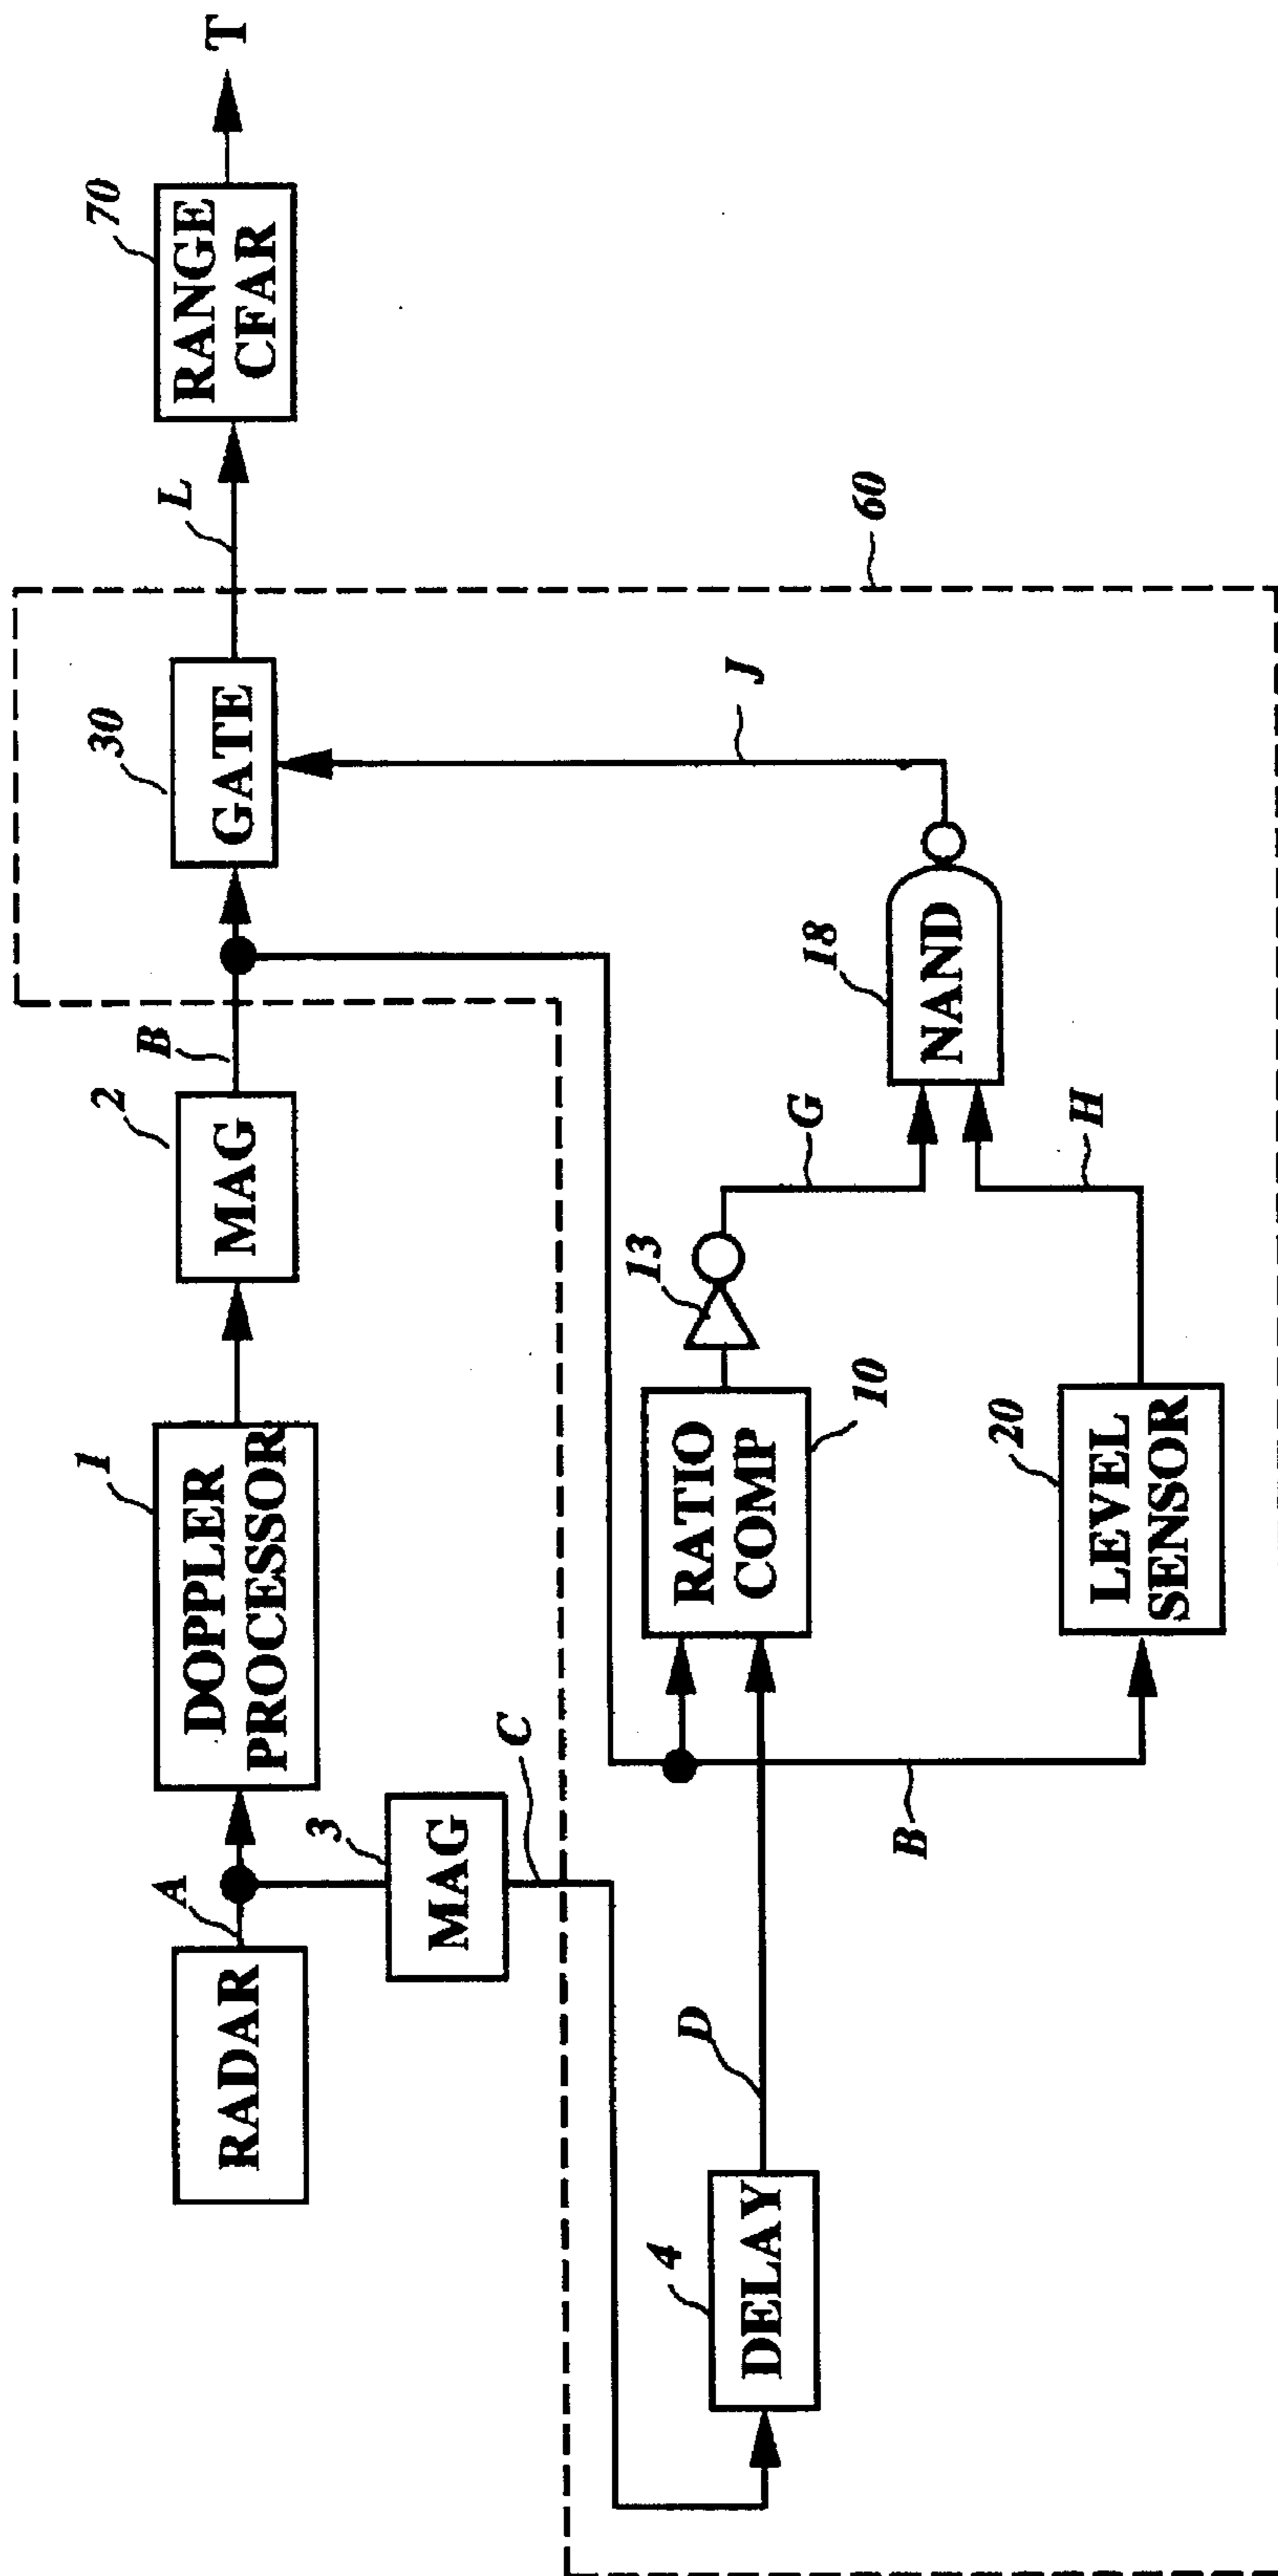 A
1
2
B
30
L
70
RADAR
DOPPLER
PROCESSOR
MAG
GATE
RANGE
CFAR
T
3
MAG
C
60
J
4
DELAY
D
RATIO
COMP
10
13
G
18
NAND
B
20
LEVEL
SENSOR
H